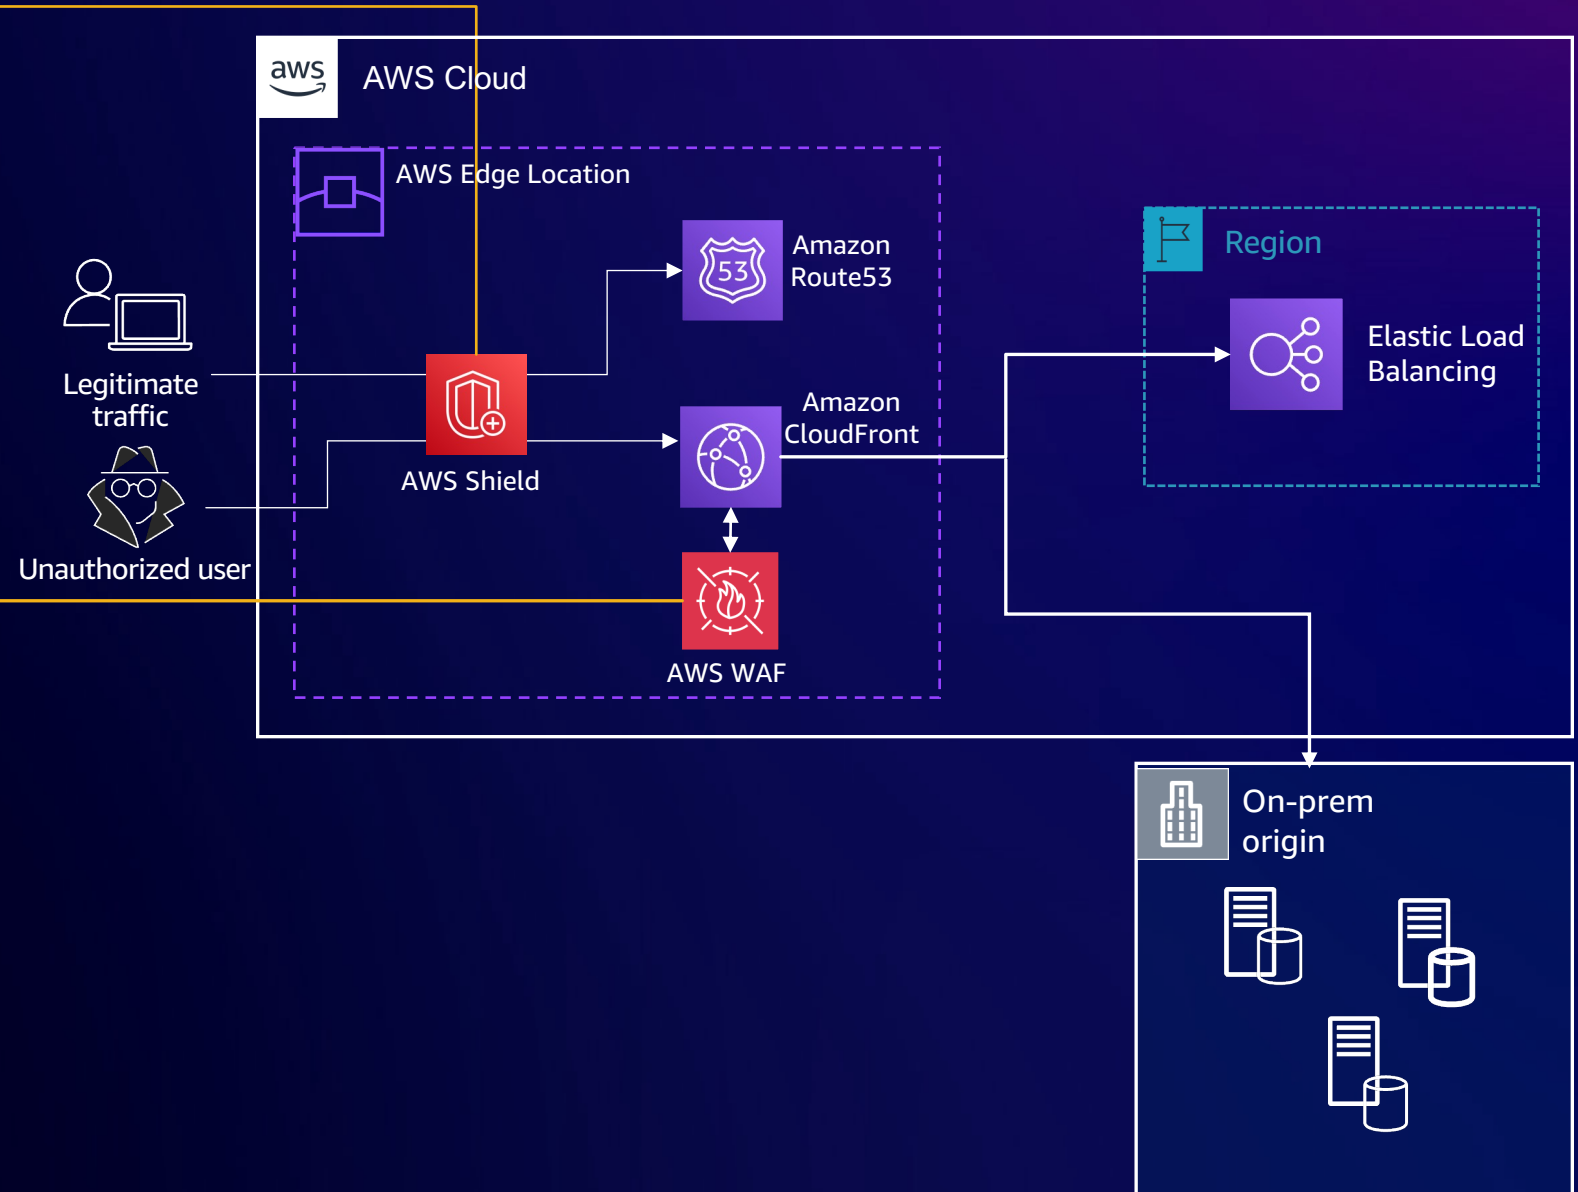 aws
AWS Cloud
AWS Edge Location
Amazon
Route53
53
Region
Legitimate
traffic
Elastic Load
Balancing
Amazon
CloudFront
AWS Shield
Unauthorized user
AWS WAF
On-prem
origin